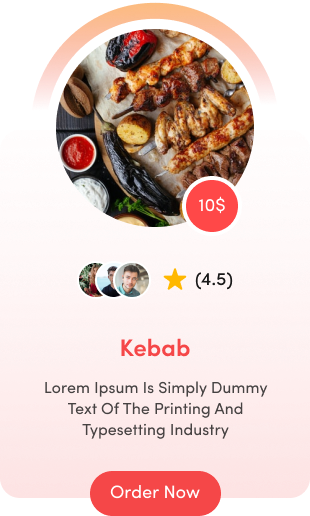 10$
(4.5)
Kebab
Lorem Ipsum Is Simply Dummy
Text Of The Printing And
Typesetting Industry
Order Now